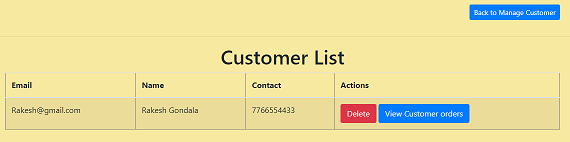 Back to Manage Customer
Customer List
Email Name Contact Actions
Rakesh@gmail.com Rakesh Gondala 7766554433 Delete View Customer orders